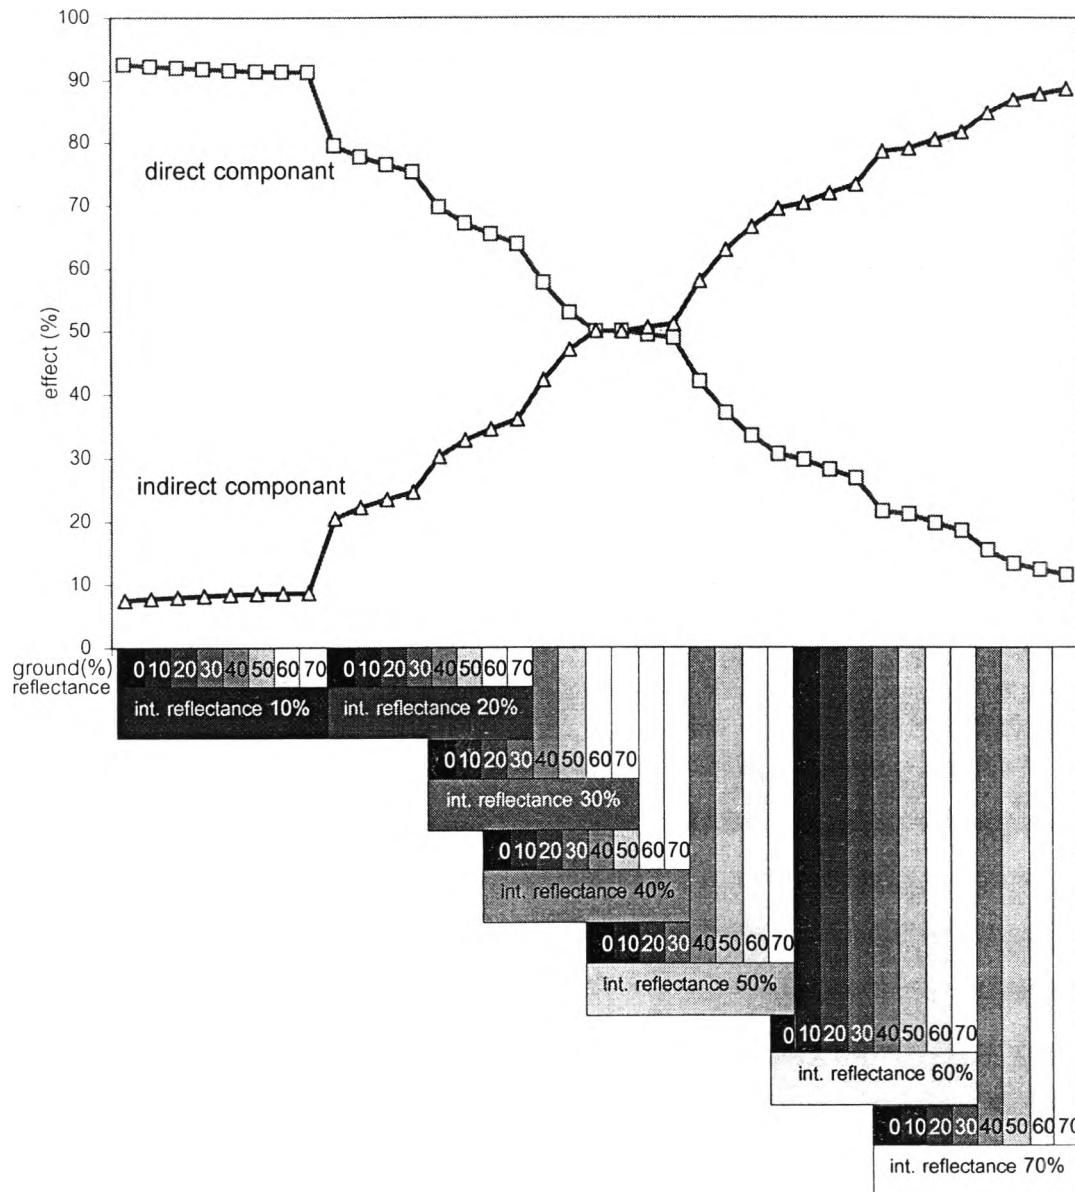 100
90
80
direct componant
70
60
effect (%)
50
40
30
indirect componant
20
10
0
ground(%) 0 10 20 30 40 50 60 70 0 10 20 30 40 50 60 70
reflectance
int. reflectance 10% int. reflectance 20%
0 10 20 30 40 50 60 70
int. reflectance 30%
0 10 20 30 40 50 60 70
int. reflectance 40%
0 10 20 30 40 50 60 70
int. reflectance 50%
0 10 20 30 40 50 60 70
int. reflectance 60%
0 10 20 30 40 50 60 70
int. reflectance 70%